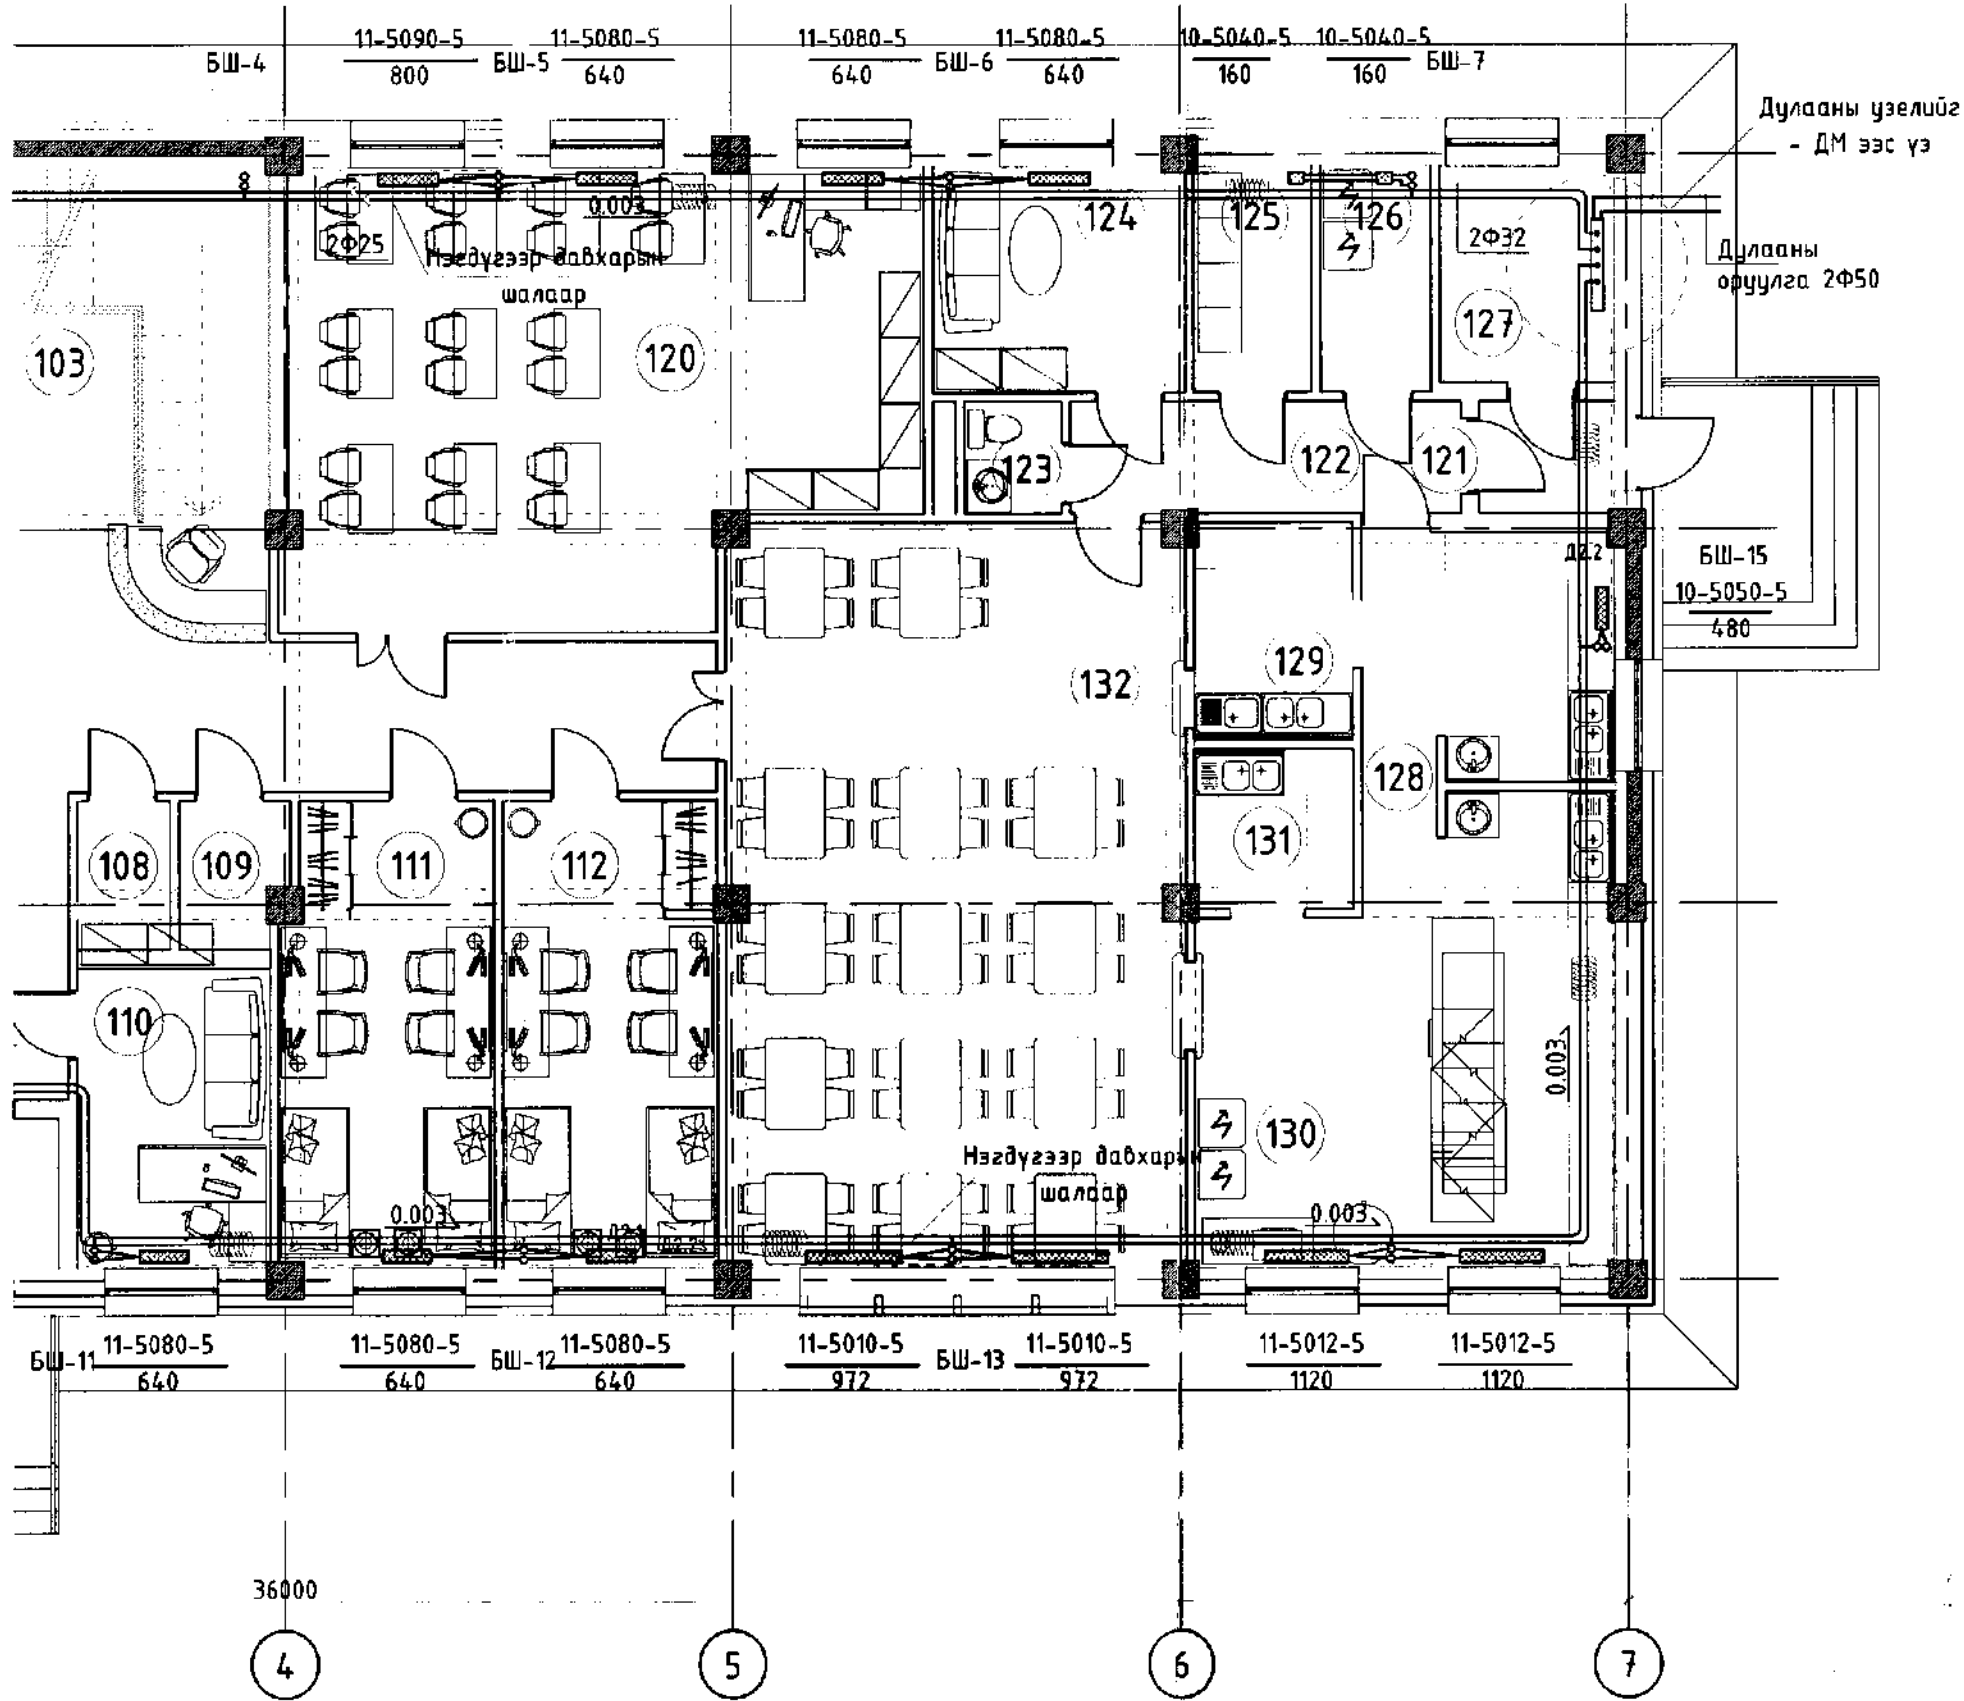 11-5090-5 11-5080-5 11-5080-5 11-5080-5 10-5040-5 10-5040-5
БШ-4 БШ-5 БШ-6 БШ-7
800 640 640 640 160 160
Дулааны узелийг
- ДМ ээс үэ
0.003
124 125 126
2Ф25 2Ф32
Нэгдүгээр давхарын
шалаар
Дулааны
оруулга 2Ф50
127
103 120
123 122 121
Д2.2 БШ-15
10-5050-5
480
129
132
128
131
108 109 111 112
110
0.003
130
Нэгдүгээр давхарын
шалаар
0.003 0.003
11-5080-5 11-5080-5 11-5080-5 11-5010-5 11-5010-5 11-5012-5 11-5012-5
БШ-11 БШ-12 БШ-13
640 640 640 972 972 1120 1120
36000
4 5 6 7